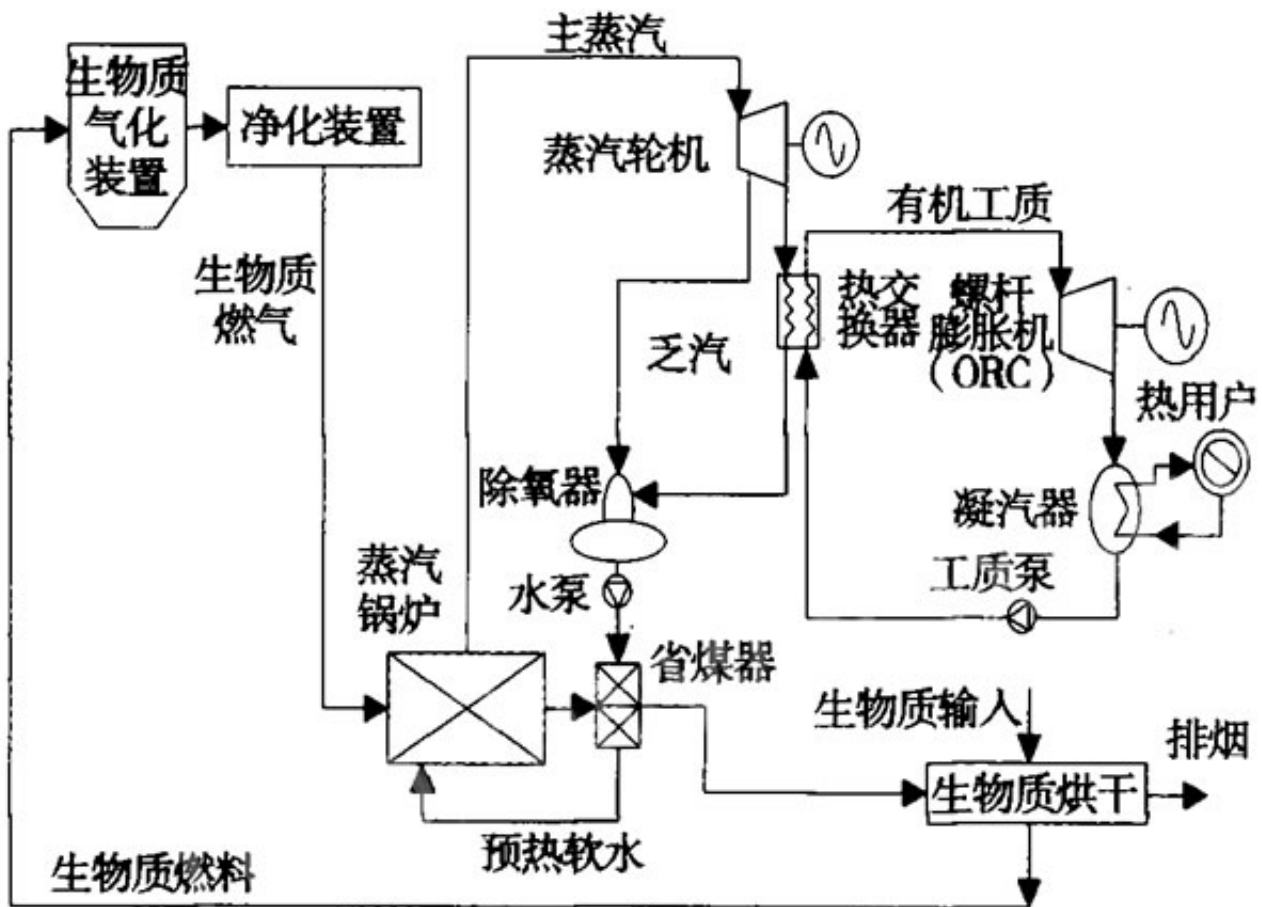 主蒸汽
生物质
气化
装置
净化装置
蒸汽轮机
有机工质
生物质
燃气
热交
换器
螺杆
膨胀机
(ORC)
乏汽
热用户
除氧器
凝汽器
蒸汽
锅炉
水泵
工质泵
省煤器
生物质输入
排烟
生物质烘干
预热软水
生物质燃料